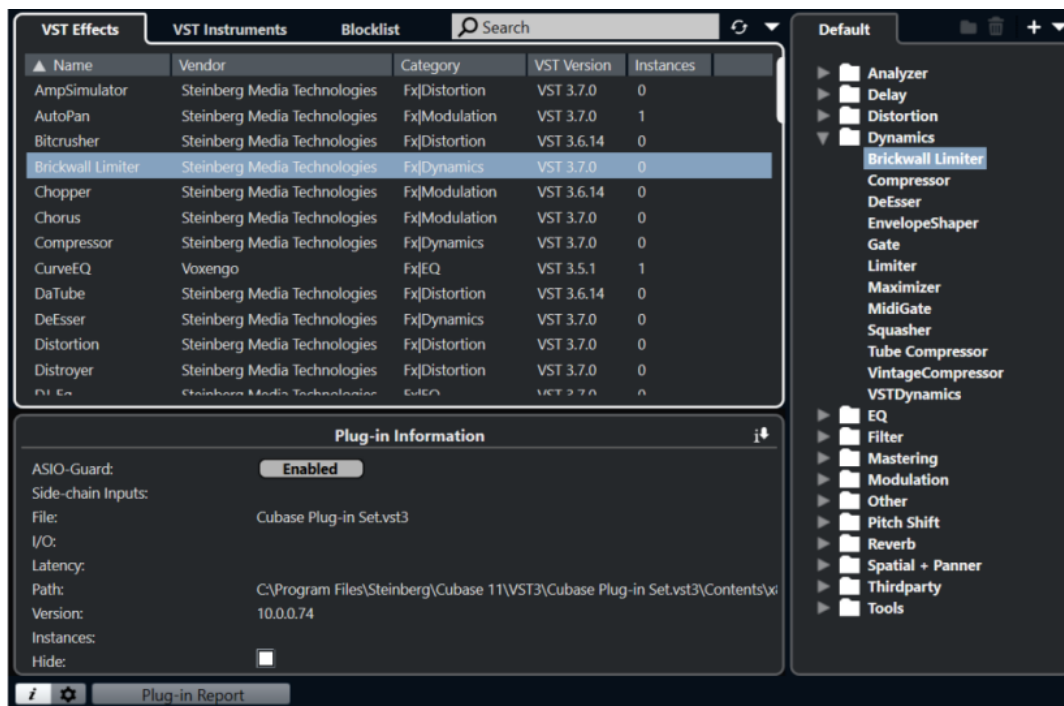 VST Effects VST Instruments Blocklist Search
Name Vendor Category VST Version Instances
AmpSimulator Steinberg Media Technologies Fx|Distortion VST 3.7.0 0
AutoPan Steinberg Media Technologies Fx|Modulation VST 3.7.0 1
Bitcrusher Steinberg Media Technologies Fx|Distortion VST 3.6.14 0
Brickwall Limiter Steinberg Media Technologies Fx|Dynamics VST 3.7.0 0
Chopper Steinberg Media Technologies Fx|Modulation VST 3.6.14 0
Chorus Steinberg Media Technologies Fx|Modulation VST 3.7.0 0
Compressor Steinberg Media Technologies Fx|Dynamics VST 3.7.0 0
CurveEQ Voxengo Fx|EQ VST 3.5.1 1
DaTube Steinberg Media Technologies Fx|Distortion VST 3.6.14 0
DeEsser Steinberg Media Technologies Fx|Dynamics VST 3.7.0 0
Distortion Steinberg Media Technologies Fx|Distortion VST 3.7.0 0
Distroyer Steinberg Media Technologies Fx|Distortion VST 3.7.0 0
Steinberg Media Technologies Fx|EQ VST 3.7.0 0
Plug-in Information i
ASIO-Guard: Enabled
Side-chain Inputs:
File: Cubase Plug-in Set.vst3
I/O:
Latency:
Path: C:\Program Files\Steinberg\Cubase 11\VST3\Cubase Plug-in Set.vst3\Contents\x
Version: 10.0.0.74
Instances:
Hide:
i Plug-in Report
Default
Analyzer
Delay
Distortion
Dynamics
Brickwall Limiter
Compressor
DeEsser
EnvelopeShaper
Gate
Limiter
Maximizer
MidiGate
Squasher
Tube Compressor
VintageCompressor
VSTDynamics
EQ
Filter
Mastering
Modulation
Other
Pitch Shift
Reverb
Spatial + Panner
Thirdparty
Tools